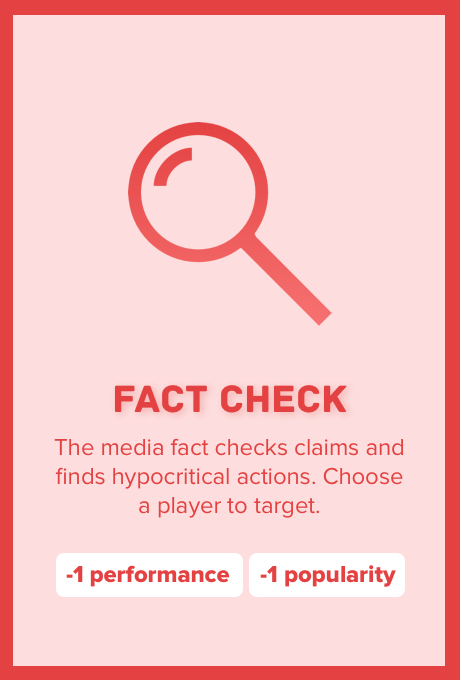 FACT CHECK
The media fact checks claims and
finds hypocritical actions. Choose
a player to target.
-1 performance -1 popularity